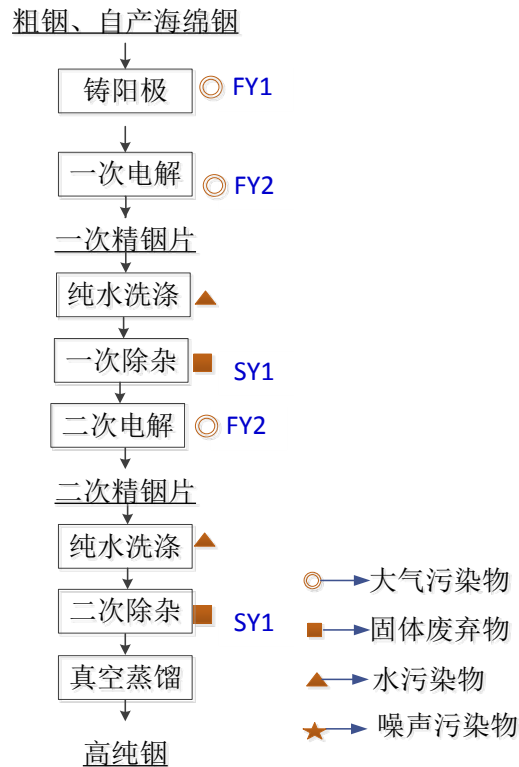 粗铟、自产海绵铟
铸阳极
FY1
一次电解
FY2
一次精铟片
纯水洗涤
一次除杂
SY1
二次电解
FY2
二次精铟片
纯水洗涤
二次除杂
SY1
真空蒸馏
高纯铟
大气污染物
固体废弃物
水污染物
噪声污染物